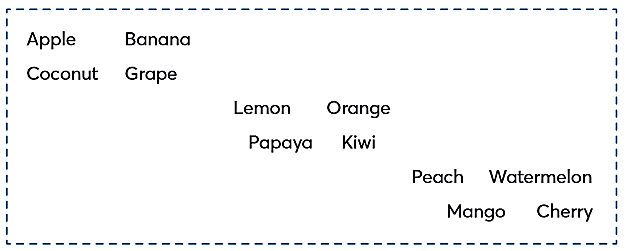 Apple Banana
Coconut Grape
Lemon Orange
Papaya Kiwi
Peach Watermelon
Mango Cherry